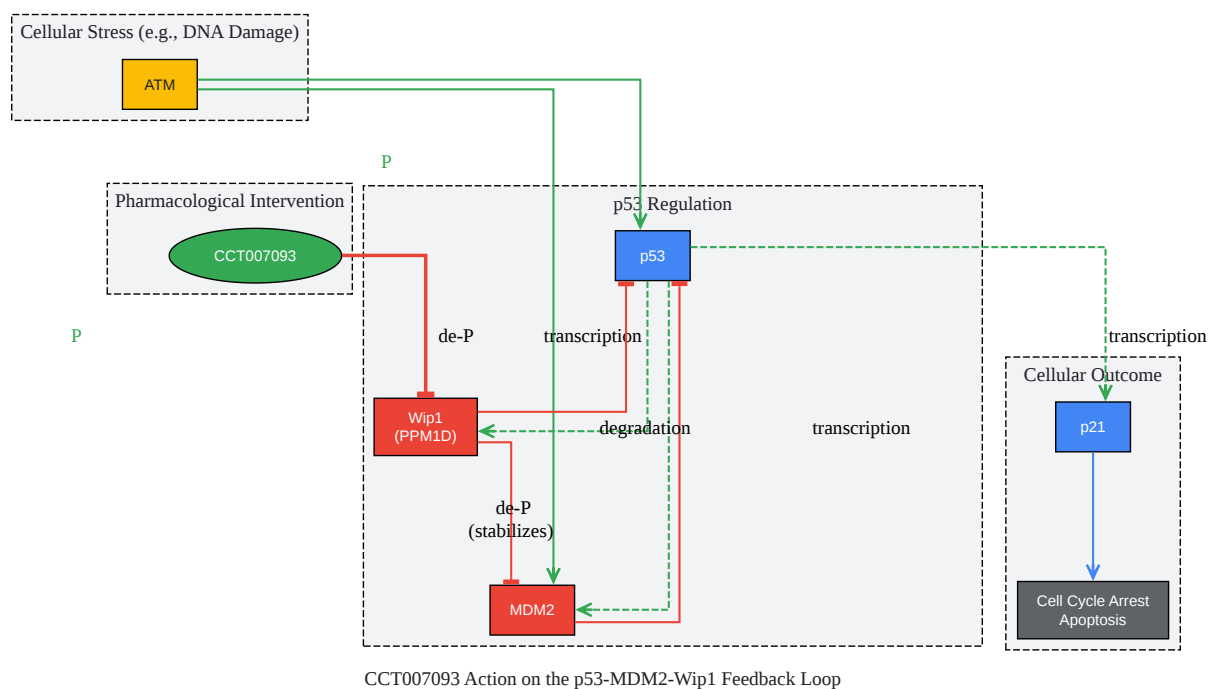 Cellular Stress (e.g., DNA Damage)
ATM
P
Pharmacological Intervention
p53 Regulation
CCT007093
p53
P
de-P
transcription
transcription
Cellular Outcome
Wip1
(PPM1D)
degradation
transcription
p21
de-P
(stabilizes)
MDM2
Cell Cycle Arrest
Apoptosis
CCT007093 Action on the p53-MDM2-Wip1 Feedback Loop